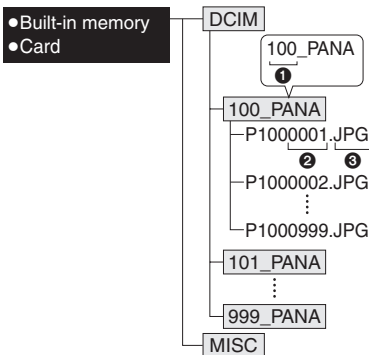 ●Built-in memory
●Card
DCIM
100_PANA
❶
100_PANA
P1000001.JPG
❷ ❸
P1000002.JPG
P1000999.JPG
101_PANA
999_PANA
MISC